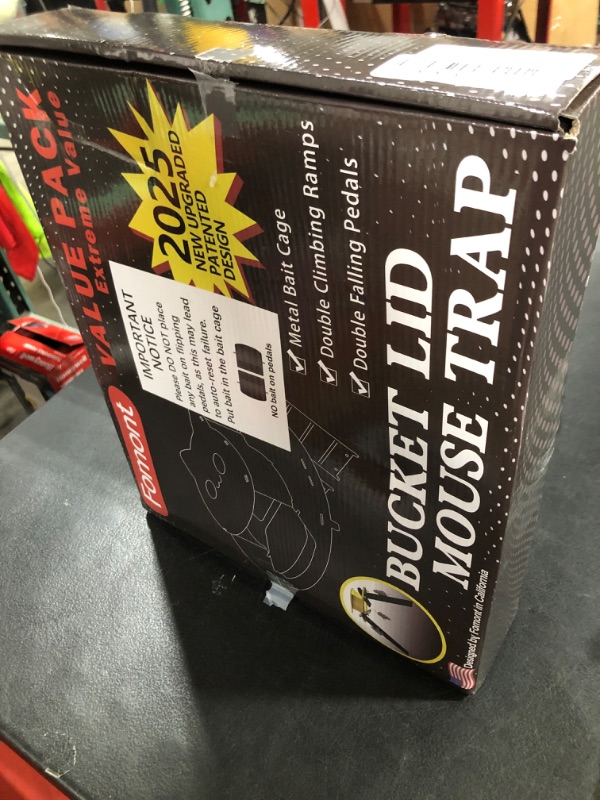 VALUE PACK
Extreme Value
2025
NEW UPGRADED
PATENTED
DESIGN
Fomont
IMPORTANT
NOTICE
Please DO NOT place
any bait on flipping
pedals, as this may lead
to auto-reset failure.
Put bait in the bait cage
NO bait on pedals
Metal Bait Cage
Double Climbing Ramps
Double Falling Pedals
BUCKET LID
MOUSE TRAP
Designed by Fomont in California